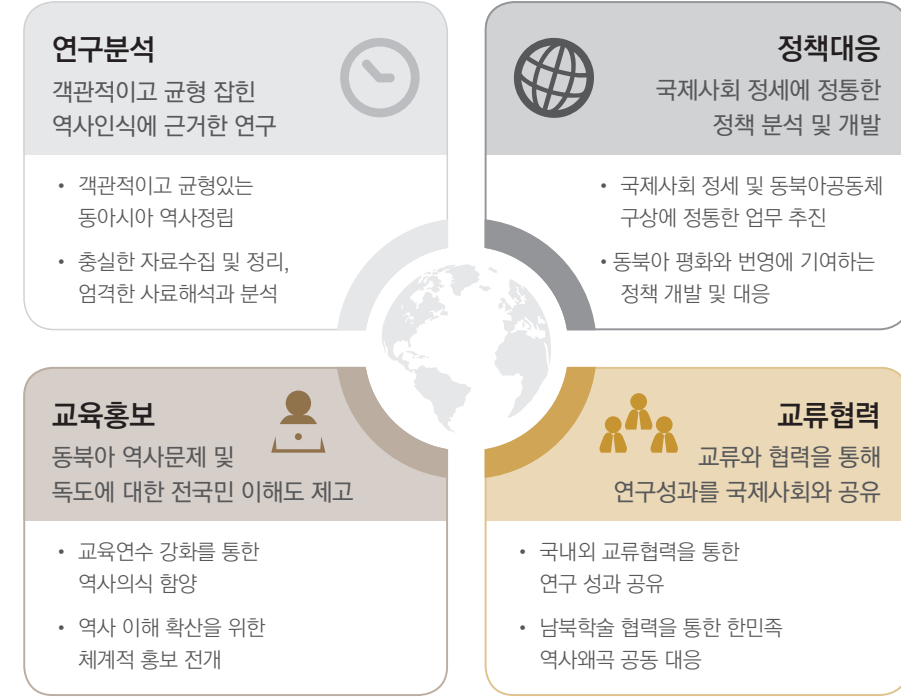 연구분석
객관적이고 균형 잡힌
역사인식에 근거한 연구
• 객관적이고 균형있는
동아시아 역사정립
• 충실한 자료수집 및 정리,
엄격한 사료해석과 분석
정책대응
국제사회 정세에 정통한
정책 분석 및 개발
• 국제사회 정세 및 동북아공동체
구상에 정통한 업무 추진
• 동북아 평화와 번영에 기여하는
정책 개발 및 대응
교육홍보
동북아 역사문제 및
독도에 대한 전국민 이해도 제고
• 교육연수 강화를 통한
역사의식 함양
• 역사 이해 확산을 위한
체계적 홍보 전개
교류협력
교류와 협력을 통해
연구성과를 국제사회와 공유
• 국내외 교류협력을 통한
연구 성과 공유
• 남북학술 협력을 통한 한민족
역사왜곡 공동 대응